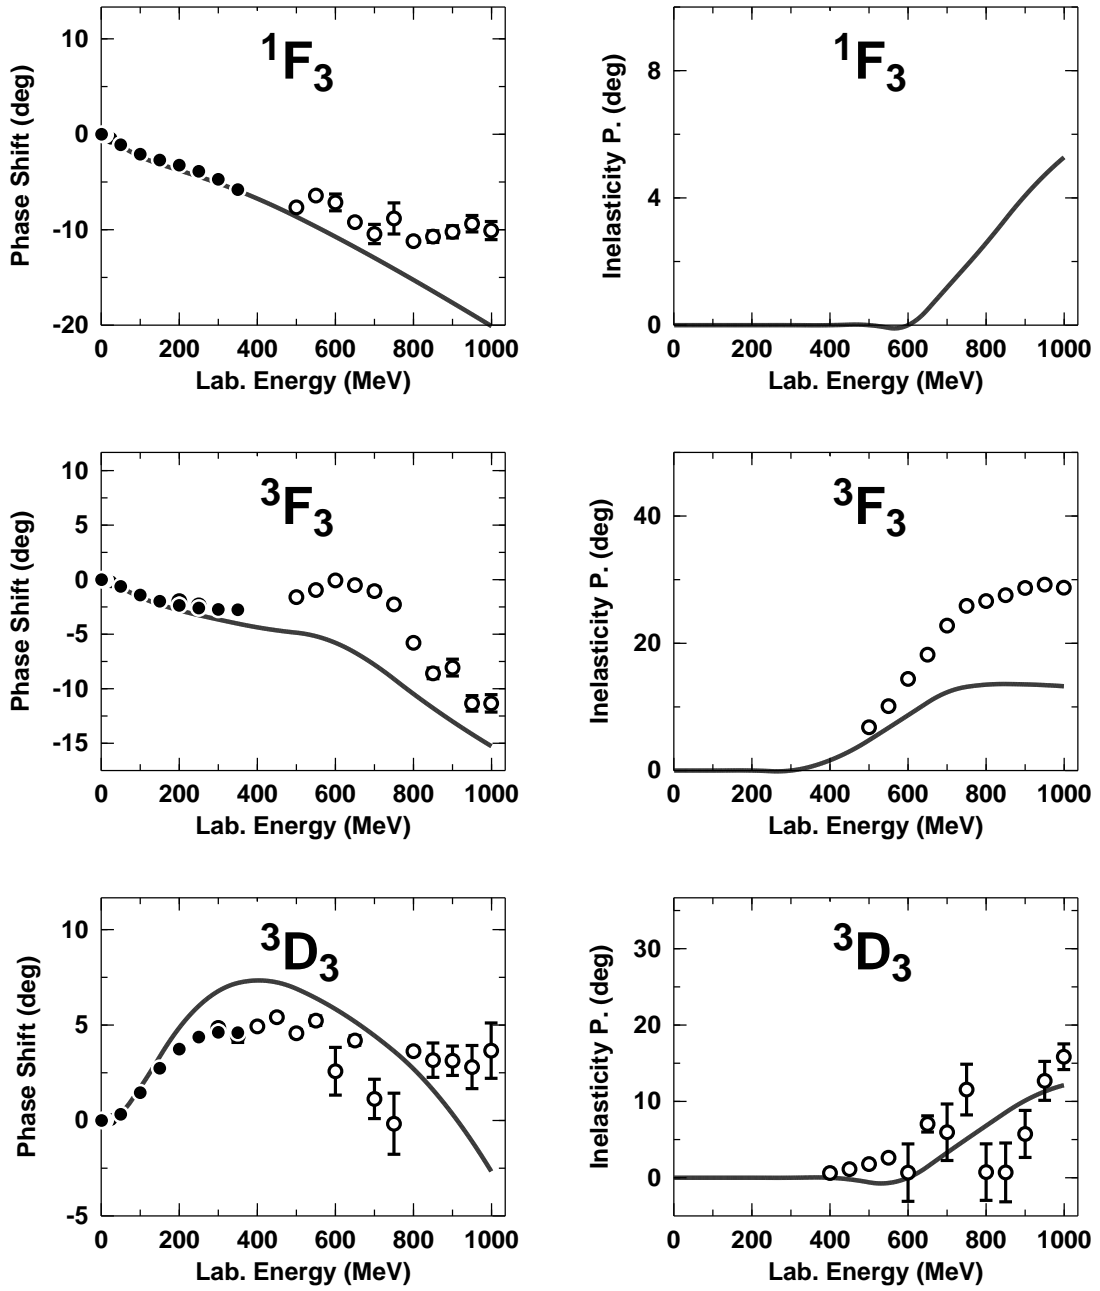 ¹F₃
Phase Shift (deg)
10
0
-10
-20
0 200 400 600 800 1000
Lab. Energy (MeV)
¹F₃
Inelasticity P. (deg)
8
4
0
0 200 400 600 800 1000
Lab. Energy (MeV)
³F₃
Phase Shift (deg)
10
5
0
-5
-10
-15
0 200 400 600 800 1000
Lab. Energy (MeV)
³F₃
Inelasticity P. (deg)
40
20
0
0 200 400 600 800 1000
Lab. Energy (MeV)
³D₃
Phase Shift (deg)
10
5
0
-5
0 200 400 600 800 1000
Lab. Energy (MeV)
³D₃
Inelasticity P. (deg)
30
20
10
0
0 200 400 600 800 1000
Lab. Energy (MeV)